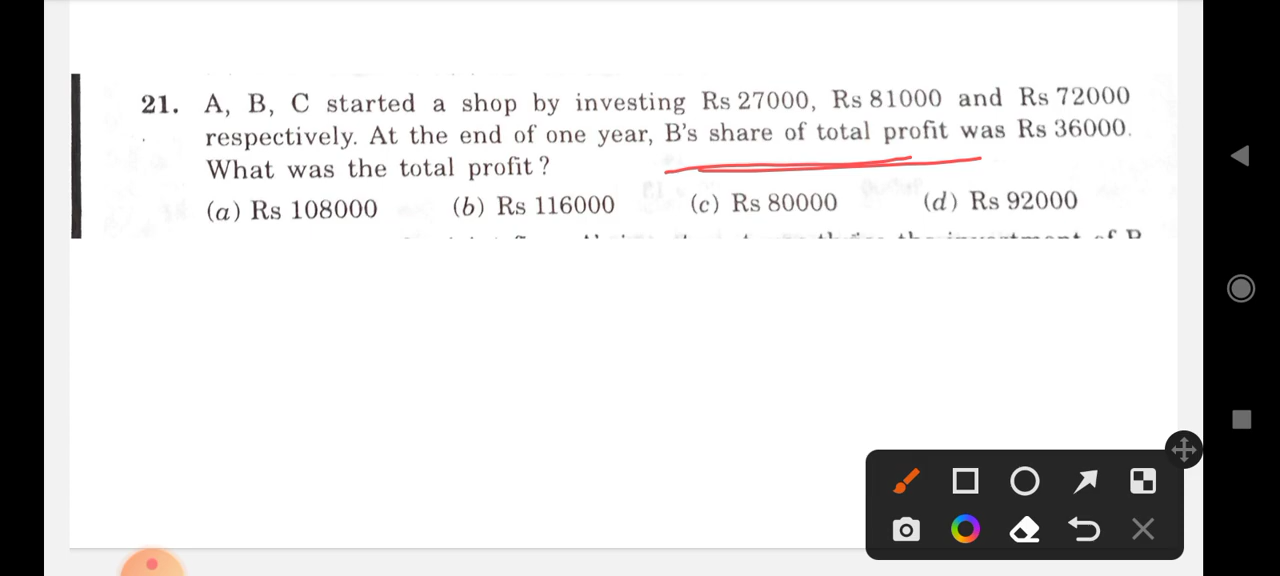 21. A, B, C started a shop by investing Rs 27000, Rs 81000 and Rs 72000
respectively. At the end of one year, B's share of total profit was Rs 36000.
What was the total profit?
(a) Rs 108000 (b) Rs 116000 (c) Rs 80000 (d) Rs 92000